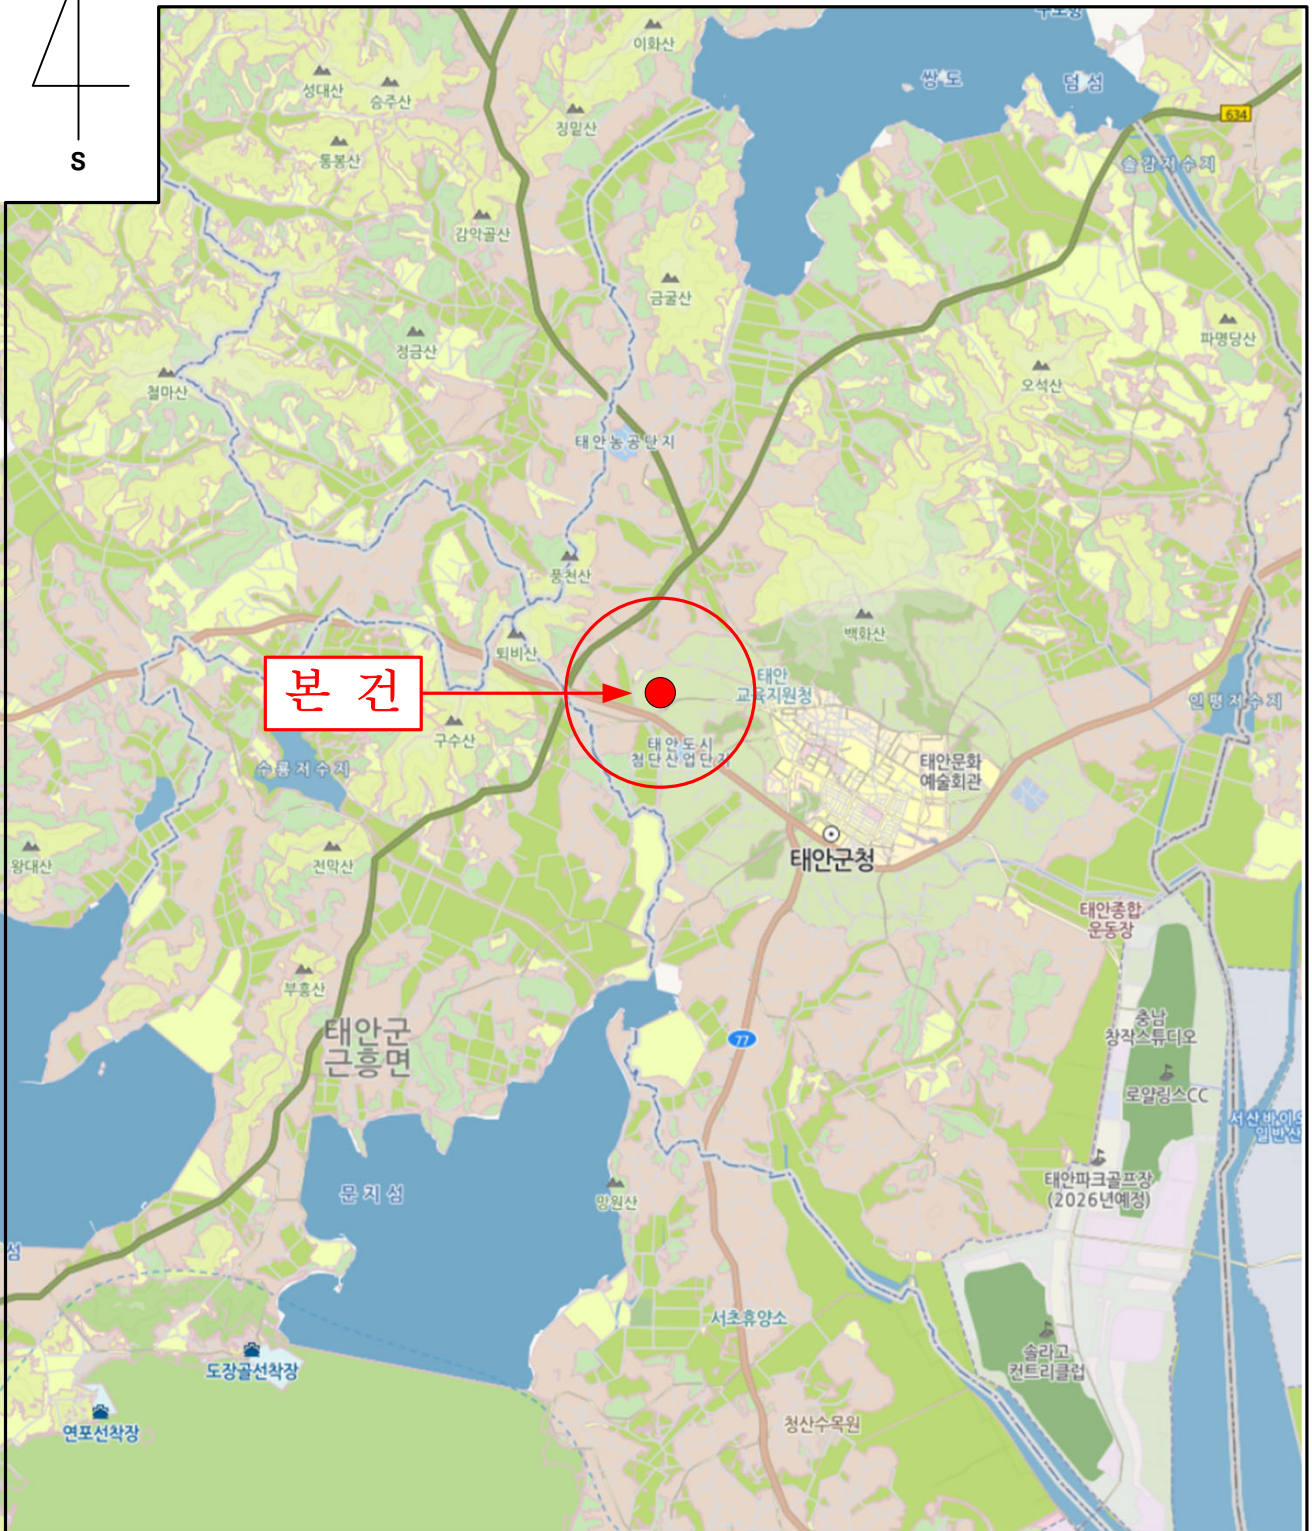 S
이화산
쌍도
덤섬
성대산
승주산
634
징밀산
통봉산
솔감저수지
감악골산
금굴산
파명당산
정금산
오석산
철마산
태안농공단지
풍천산
백화산
퇴비산
본 건
태안
교육지원청
인평저수지
구수산
태안도시
첨단산업단지
수룡저수지
태안문화
예술회관
왕대산
전막산
태안군청
태안종합
운동장
부흥산
태안군
근흥면
77
충남
창작스튜디오
로얄링스CC
서산바이오
일반산
태안파크골프장
(2026년예정)
문치섬
망원산
섬
서초휴양소
도장골선착장
솔라고
컨트리클럽
연포선착장
청산수목원